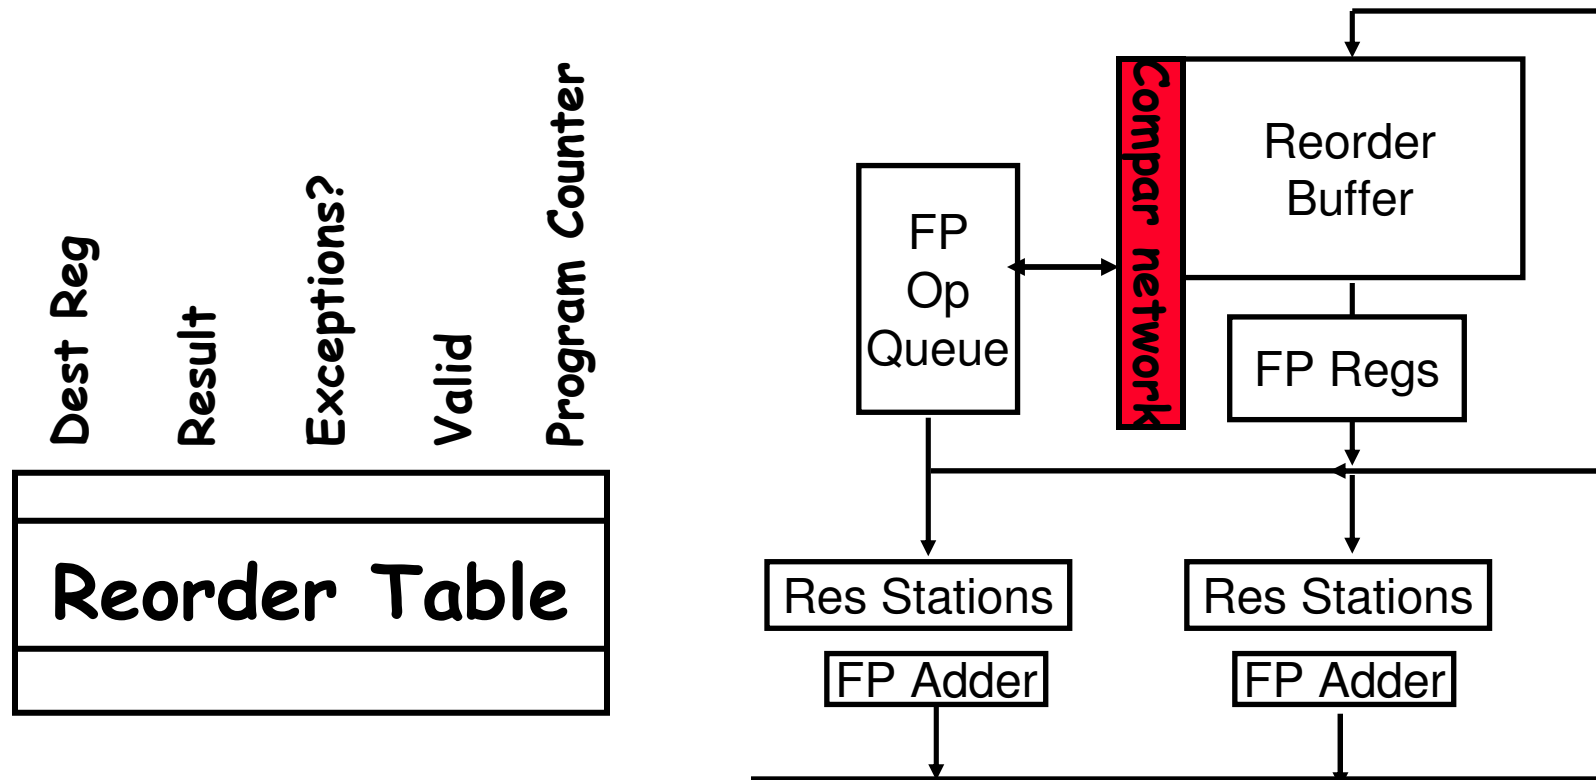 Dest Reg
Result
Exceptions?
Valid
Program Counter
Reorder Table
Compar network
Reorder
Buffer
FP
Op
Queue
FP Regs
Res Stations
Res Stations
FP Adder
FP Adder